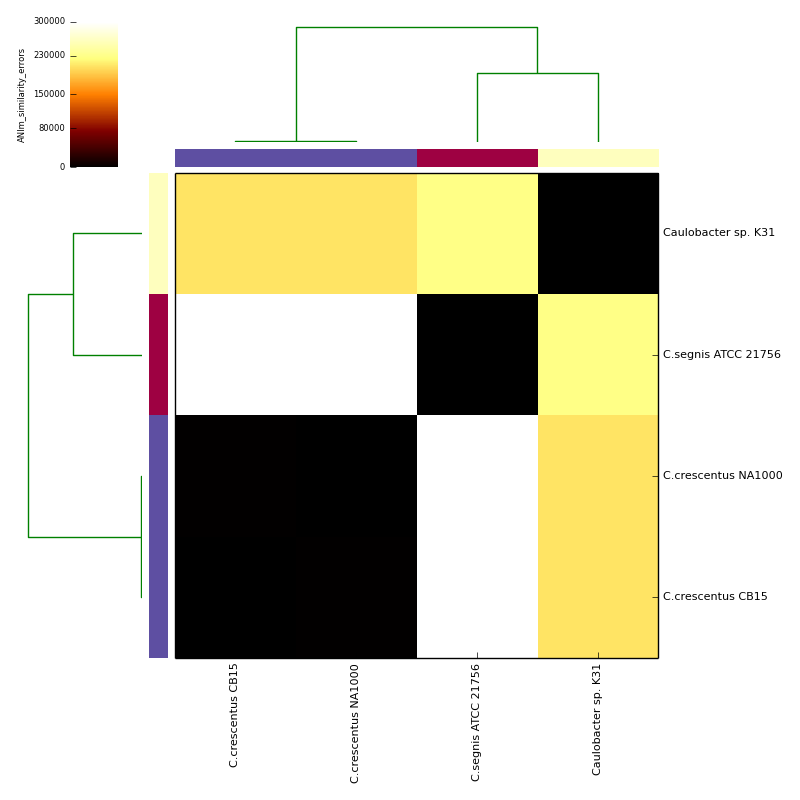 300000
230000
150000
80000
0
ANIm_similarity_errors
Caulobacter sp. K31
C.segnis ATCC 21756
C.crescentus NA1000
C.crescentus CB15
C.crescentus CB15
C.crescentus NA1000
C.segnis ATCC 21756
Caulobacter sp. K31